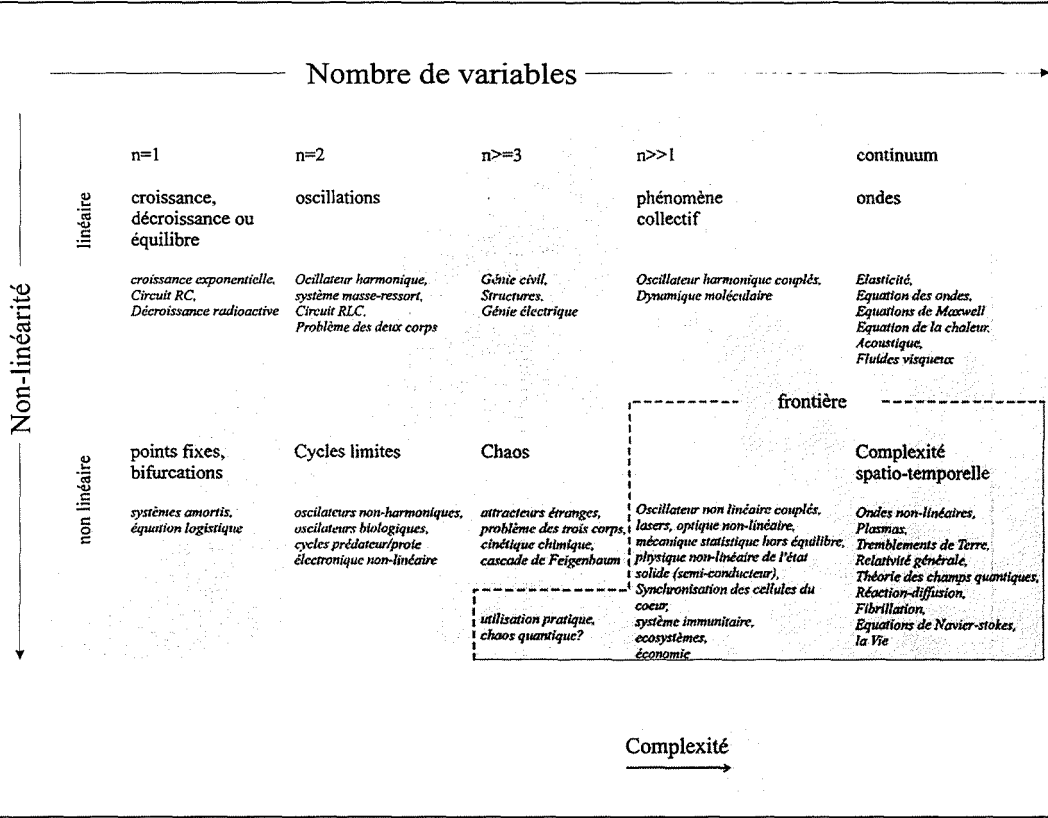 Nombre de variables
Non-linéarité
n=1
n=2
n>=3
n>>1
continuum
linéaire
croissance,
décroissance ou
équilibre
oscillations
phénomène
collectif
ondes
croissance exponentielle,
Circuit RC,
Décroissance radioactive
Ocillateur harmonique,
système masse-ressort,
Circuit RLC,
Problème des deux corps
Génie civil,
Structures,
Génie électrique
Oscillateur harmonique couplés,
Dynamique moléculaire
Elasticité,
Equation des ondes,
Equations de Maxwell
Equation de la chaleur,
Acoustique,
Fluides visqueux
frontière
non linéaire
points fixes,
bifurcations
Cycles limites
Chaos
Complexité
spatio-temporelle
systèmes amortis,
équation logistique
oscilateurs non-harmoniques,
oscilateurs biologiques,
cycles prédateur/proie
électronique non-linéaire
attracteurs étranges,
problème des trois corps,
cinétique chimique,
cascade de Feigenbaum
utilisation pratique,
chaos quantique?
Oscillateur non linéaire couplés,
lasers, optique non-linéaire,
mécanique statistique hors équilibre,
physique non-linéaire de l'état
solide (semi-conducteur),
Synchronisation des cellules du
coeur,
système immunitaire,
ecosystèmes,
économie
Ondes non-linéaires,
Plasmas,
Tremblements de Terre,
Relativité générale,
Théorie des champs quantiques,
Réaction-diffusion,
Fibrillation,
Equations de Navier-stokes,
la Vie
Complexité